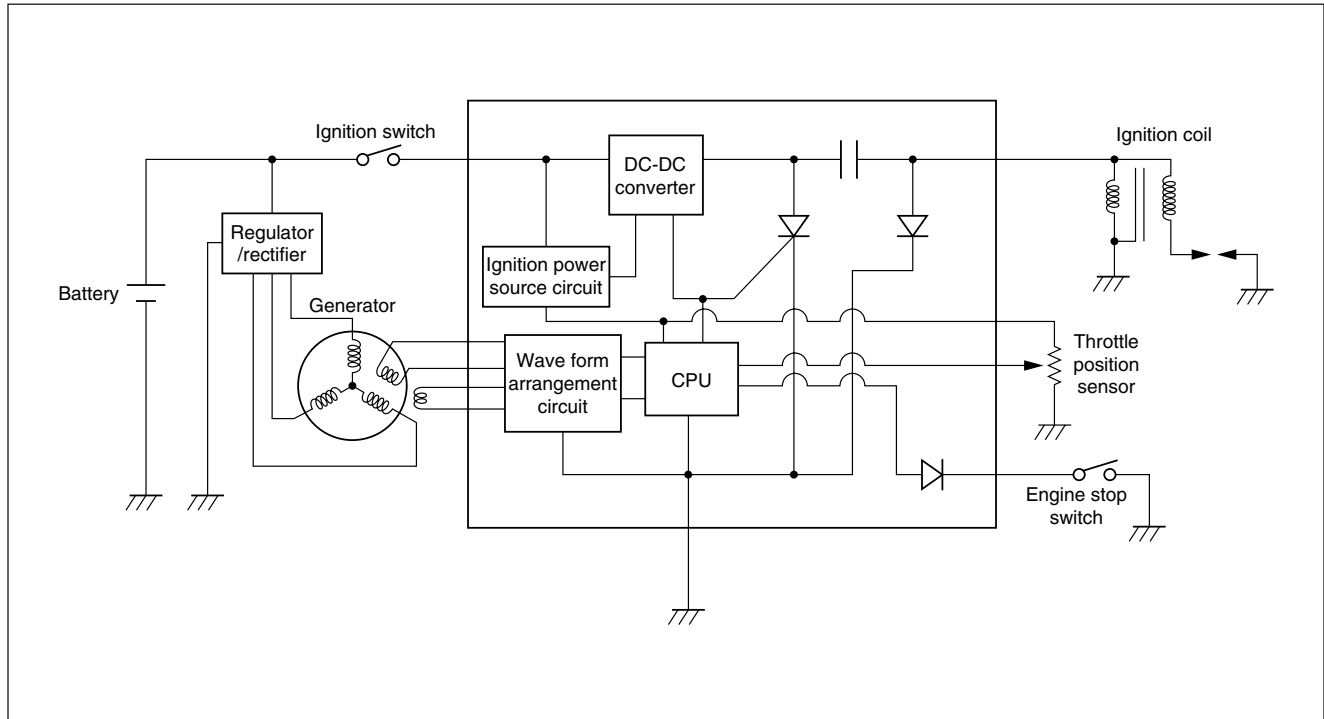 Ignition switch
Ignition coil
DC-DC
converter
Regulator
/rectifier
Ignition power
source circuit
Battery
Generator
Wave form
arrangement
circuit
CPU
Throttle
position
sensor
Engine stop
switch